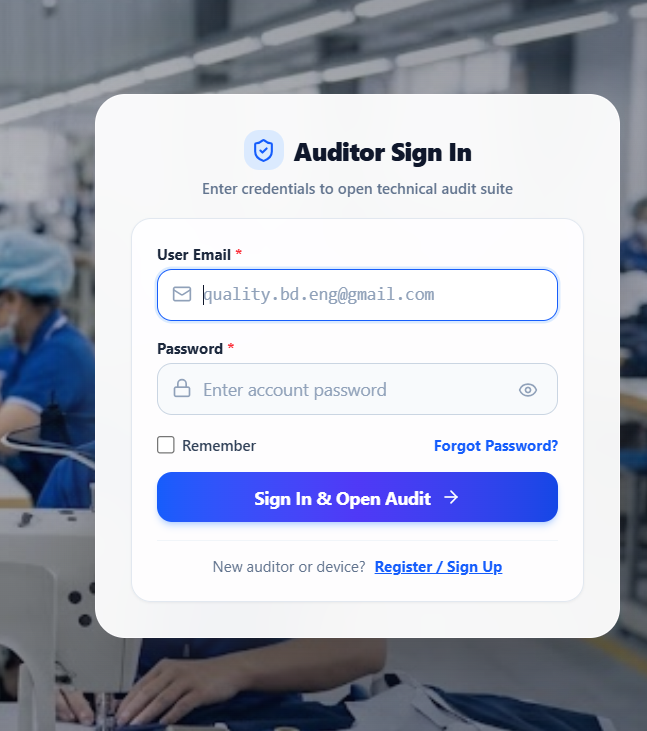 Auditor Sign In
Enter credentials to open technical audit suite
User Email *
quality.bd.eng@gmail.com
Password *
Enter account password
Remember
Forgot Password?
Sign In & Open Audit →
New auditor or device? Register / Sign Up